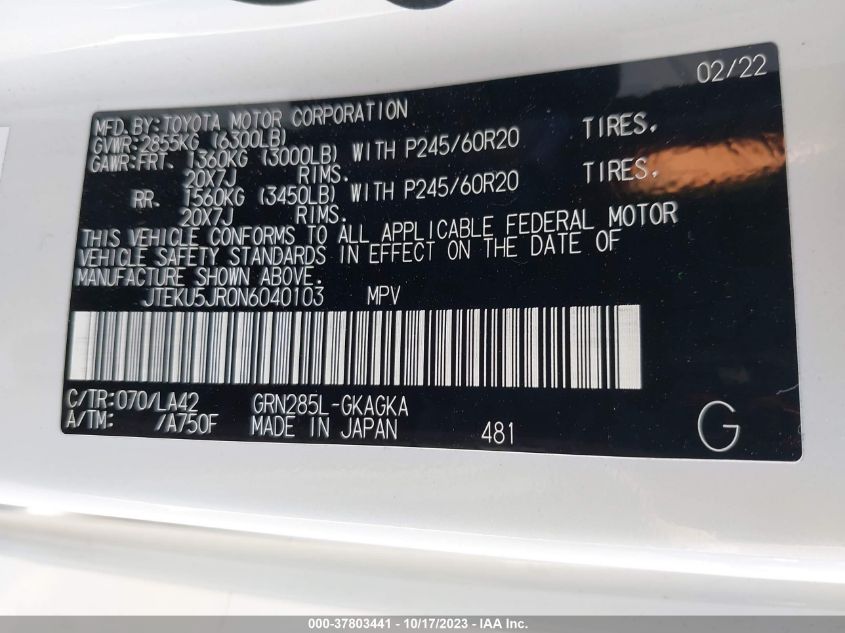 02/22
MFD. BY: TOYOTA MOTOR CORPORATION
GVWR: 2855KG (6300LB)
GAWR: FRT. 1360KG (3000LB) WITH P245/60R20 TIRES,
20X7J RIMS.
RR. 1560KG (3450LB) WITH P245/60R20 TIRES,
20X7J RIMS.
THIS VEHICLE CONFORMS TO ALL APPLICABLE FEDERAL MOTOR
VEHICLE SAFETY STANDARDS IN EFFECT ON THE DATE OF
MANUFACTURE SHOWN ABOVE.
JTEKU5JR0N6040103 MPV
C/TR: 070/LA42 GRN285L-GKAGKA
A/TM: /A750F MADE IN JAPAN 481 G
000-37803441 - 10/17/2023 - IAA Inc.